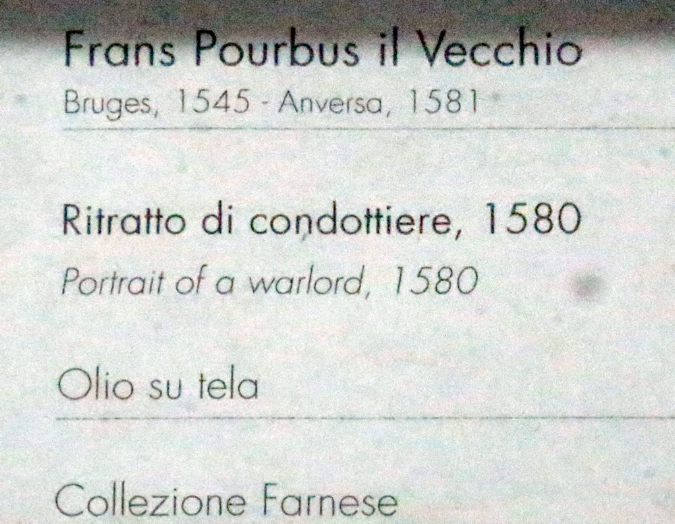 Frans Pourbus il Vecchio
Bruges, 1545 - Anversa, 1581
Ritratto di condottiere, 1580
Portrait of a warlord, 1580
Olio su tela
Collezione Farnese